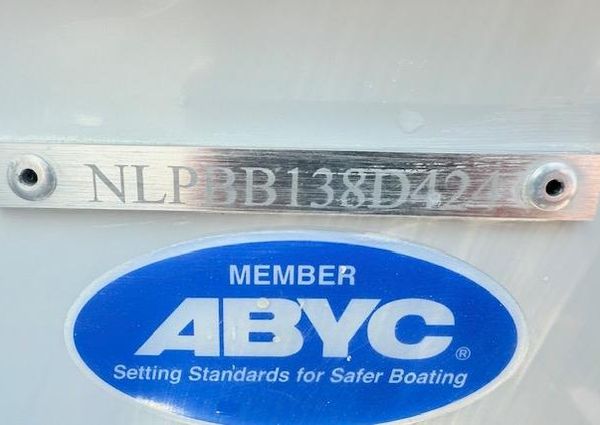 NLPBB138D424
MEMBER
ABYC®
Setting Standards for Safer Boating